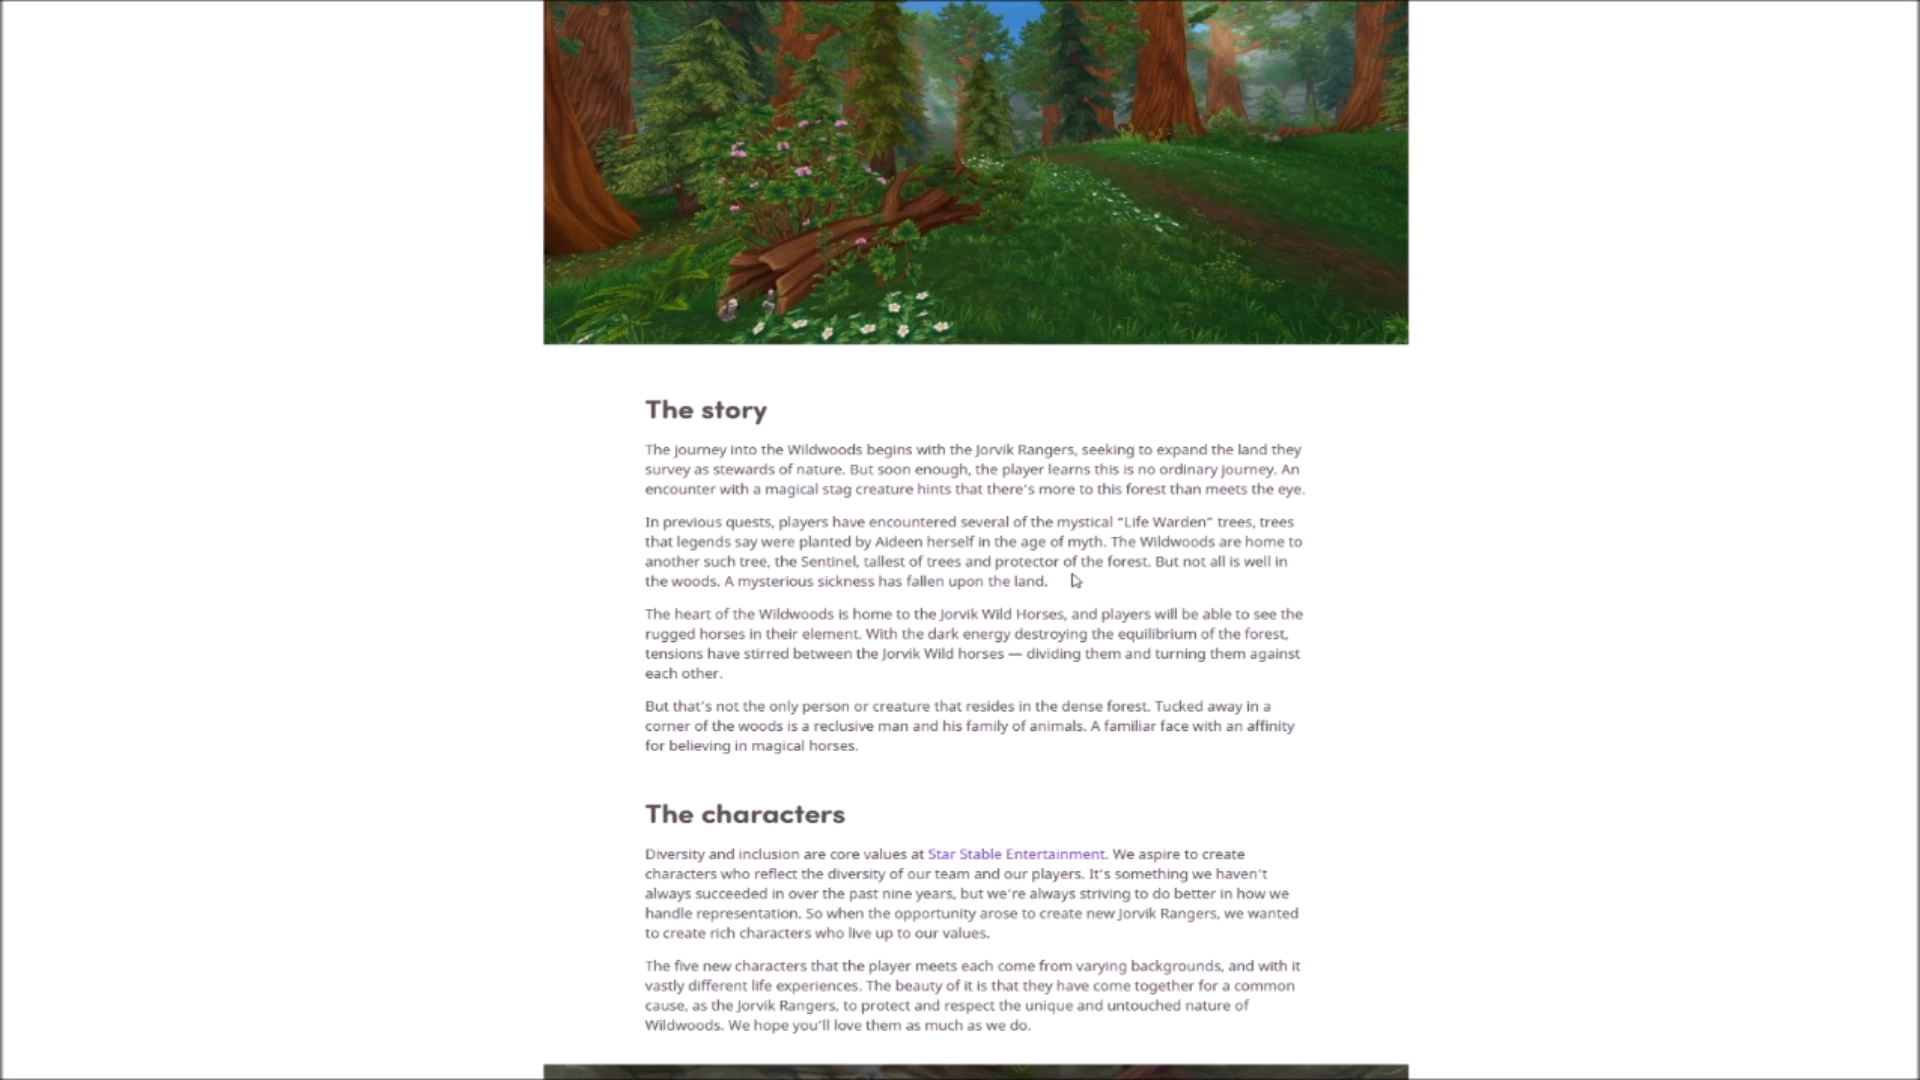 The story
The journey into the Wildwoods begins with the Jorvik Rangers, seeking to expand the land they
survey as stewards of nature. But soon enough, the player learns this is no ordinary journey. An
encounter with a magical stag creature hints that there's more to this forest than meets the eye.
In previous quests, players have encountered several of the mystical “Life Warden” trees, trees
that legends say were planted by Aideen herself in the age of myth. The Wildwoods are home to
another such tree, the Sentinel, tallest of trees and protector of the forest. But not all is well in
the woods. A mysterious sickness has fallen upon the land.
The heart of the Wildwoods is home to the Jorvik Wild Horses, and players will be able to see the
rugged horses in their element. With the dark energy destroying the equilibrium of the forest,
tensions have stirred between the Jorvik Wild horses — dividing them and turning them against
each other.
But that's not the only person or creature that resides in the dense forest. Tucked away in a
corner of the woods is a reclusive man and his family of animals. A familiar face with an affinity
for believing in magical horses.
The characters
Diversity and inclusion are core values at Star Stable Entertainment. We aspire to create
characters who reflect the diversity of our team and our players. It's something we haven't
always succeeded in over the past nine years, but we're always striving to do better in how we
handle representation. So when the opportunity arose to create new Jorvik Rangers, we wanted
to create rich characters who live up to our values.
The five new characters that the player meets each come from varying backgrounds, and with it
vastly different life experiences. The beauty of it is that they have come together for a common
cause, as the Jorvik Rangers, to protect and respect the unique and untouched nature of
Wildwoods. We hope you'll love them as much as we do.